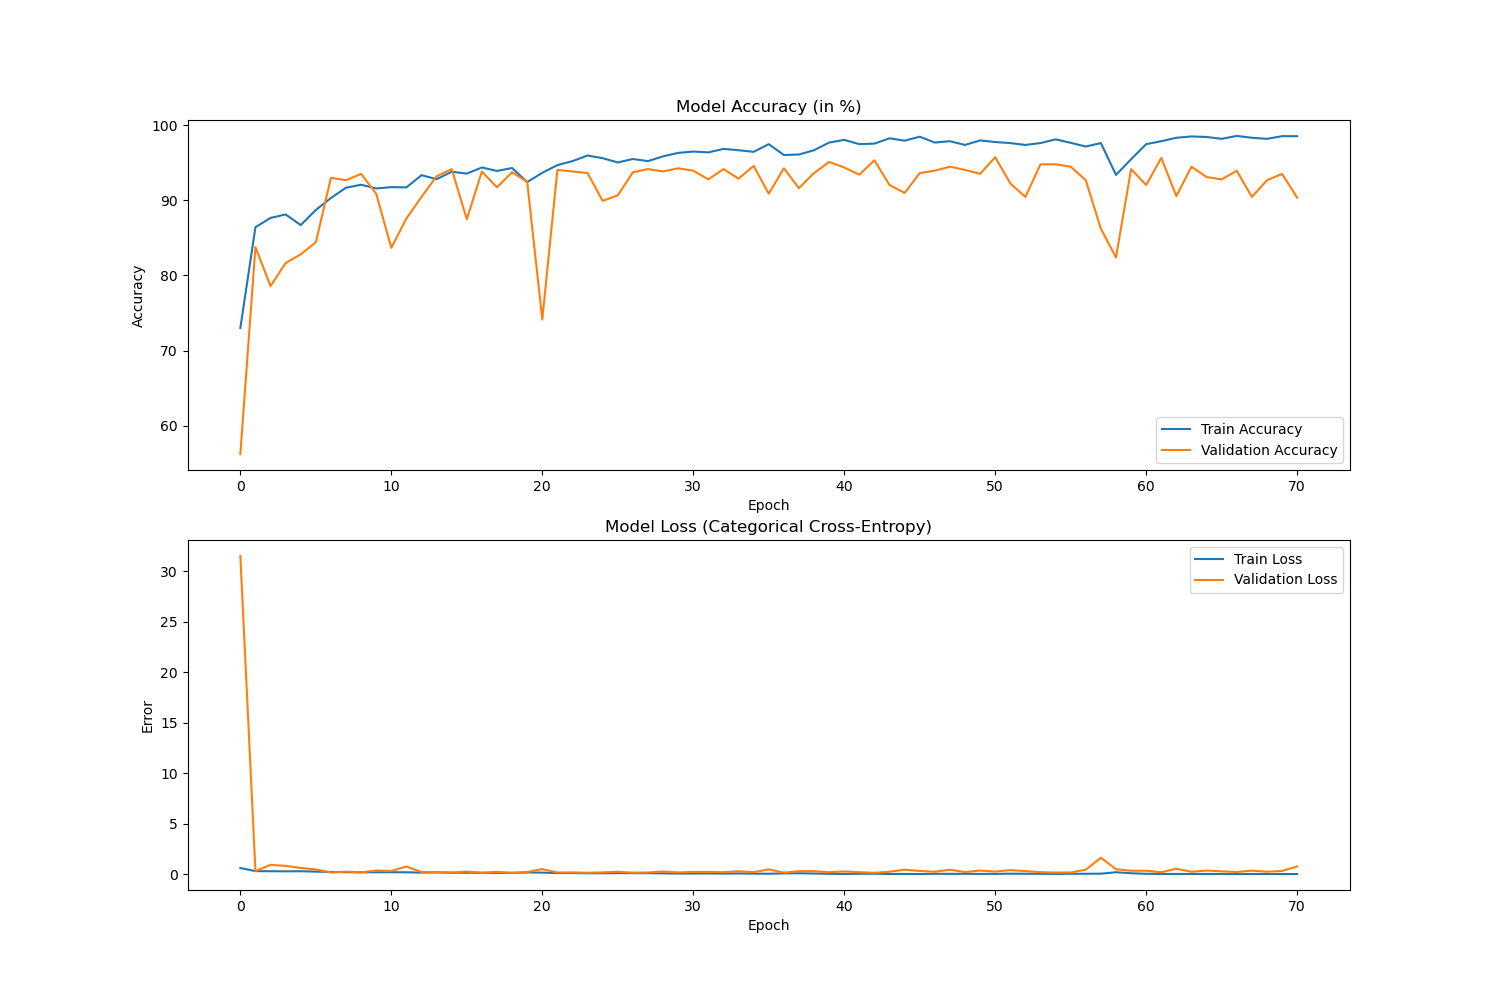 Model Accuracy (in %)
100
90
80
70
60
Accuracy
Train Accuracy
Validation Accuracy
0 10 20 30 40 50 60 70
Epoch
Model Loss (Categorical Cross-Entropy)
30
25
20
15
10
5
0
Error
Train Loss
Validation Loss
0 10 20 30 40 50 60 70
Epoch